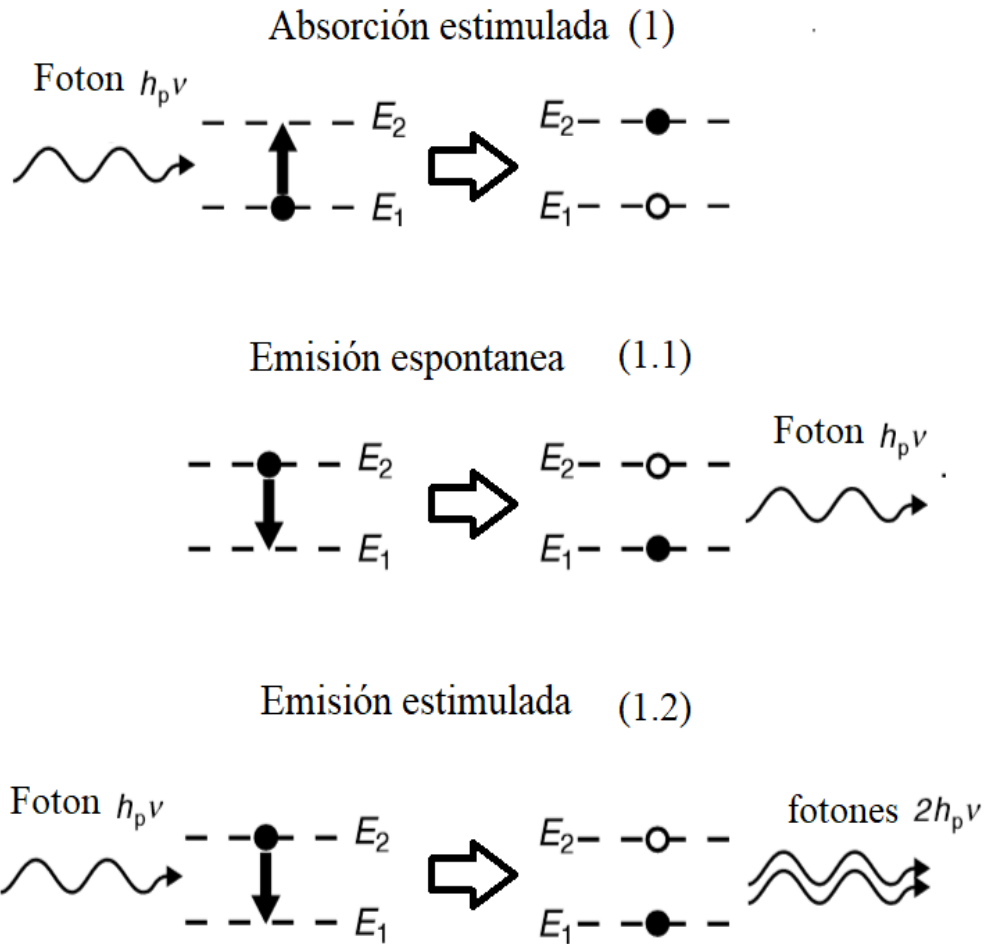 Absorción estimulada (1)
Foton hₚν
E₂
E₂
E₁
E₁
Emisión espontanea (1.1)
Foton hₚν
E₂
E₂
E₁
E₁
Emisión estimulada (1.2)
Foton hₚν
fotones 2hₚν
E₂
E₂
E₁
E₁